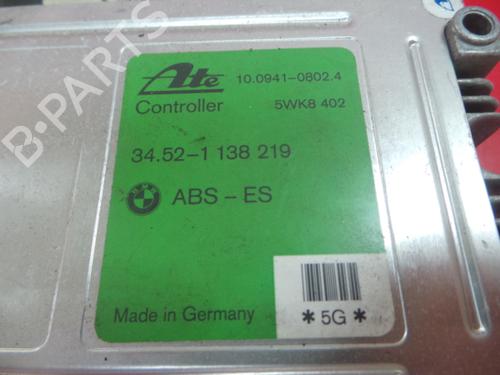 Ate
10.0941-0802.4
Controller
5WK8 402
34.52-1 138 219
BMW
ABS - ES
Made in Germany
* 5G *
B-Parts